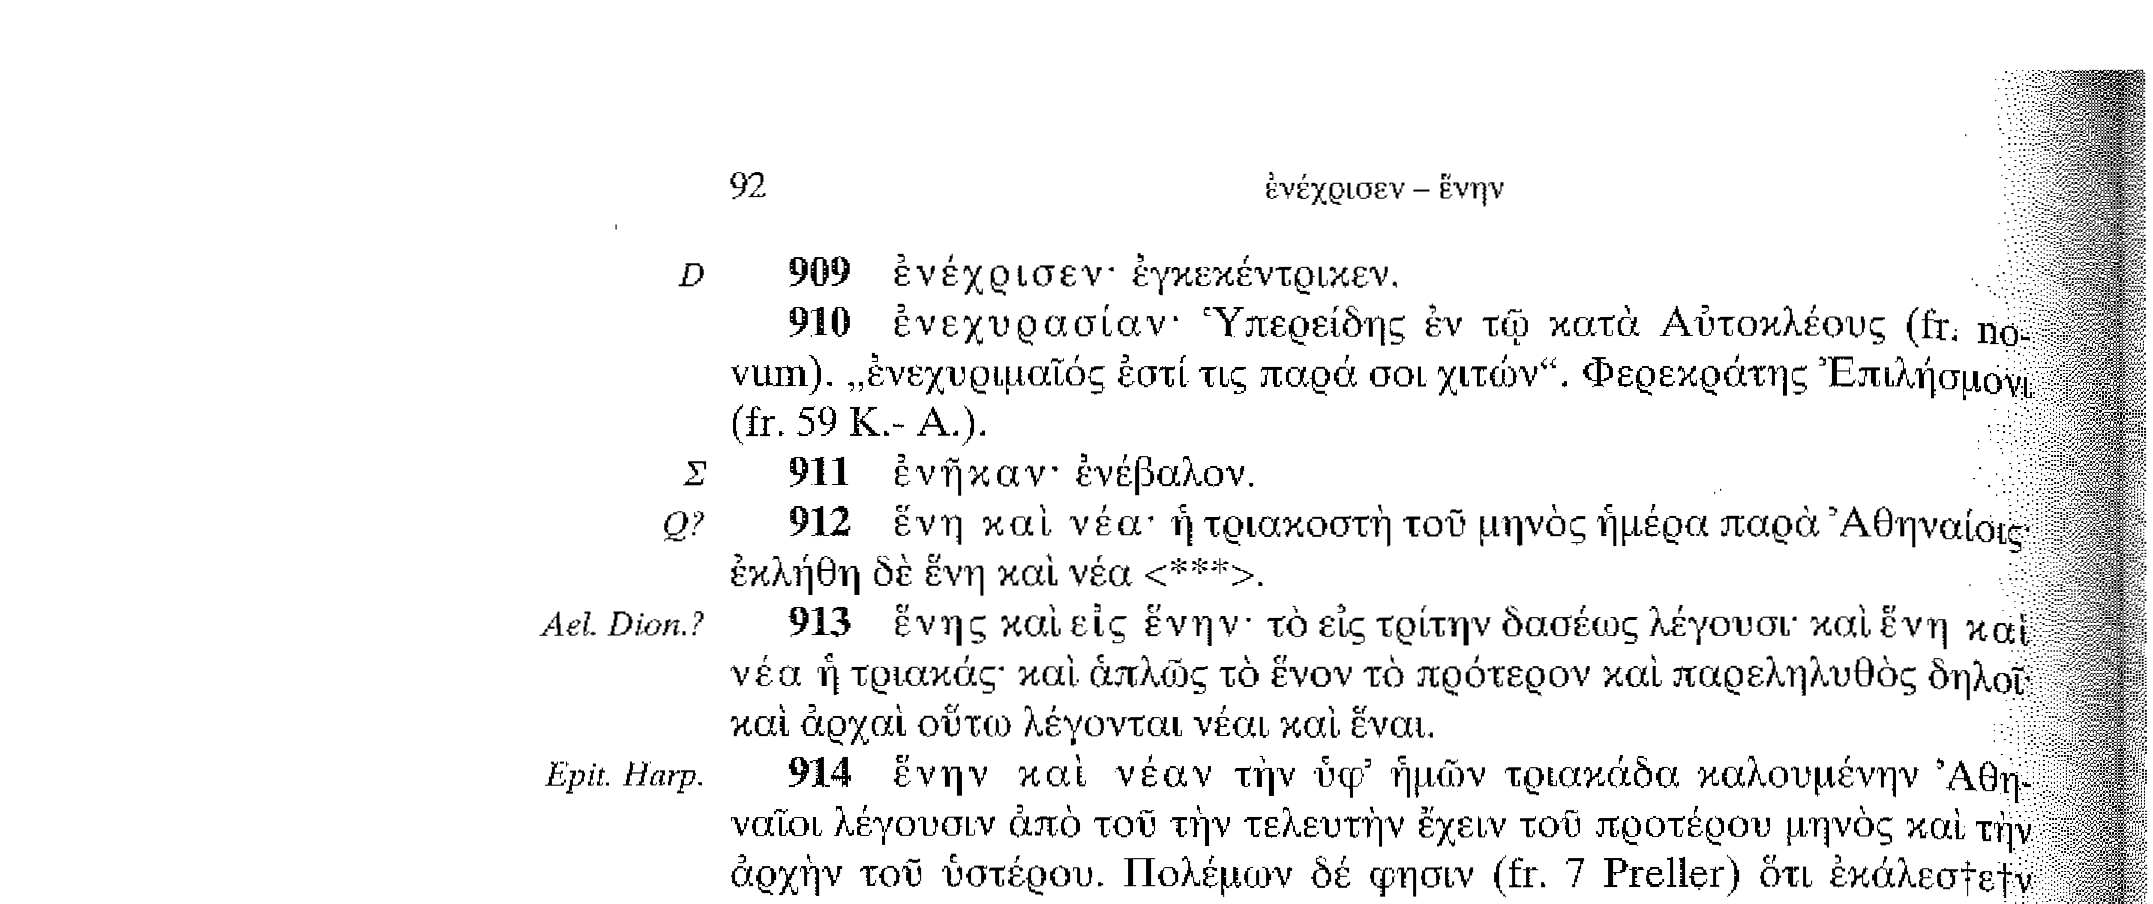 92 ἐνέχρισεν – ἕνην
D 909 ἐνέχρισεν· ἐγκεκέντρικεν.
910 ἐνεχυρασίαν· Ὑπερείδης ἐν τῷ κατὰ Αὐτοκλέους (fr. no-
vum). „ἐνεχυριμαῖός ἐστί τις παρά σοι χιτών“. Φερεκράτης Ἐπιλήσμονι
(fr. 59 K.- A.).
Σ 911 ἐνῆκαν· ἐνέβαλον.
Q? 912 ἕνη καὶ νέα· ἡ τριακοστὴ τοῦ μηνὸς ἡμέρα παρὰ Ἀθηναίοις·
ἐκλήθη δὲ ἕνη καὶ νέα <***>.
Ael. Dion.? 913 ἕνης καὶ εἰς ἕνην· τὸ εἰς τρίτην δασέως λέγουσι· καὶ ἕνη καὶ
νέα ἡ τριακάς· καὶ ἁπλῶς τὸ ἕνον τὸ πρότερον καὶ παρεληλυθὸς δηλοῖ·
καὶ ἀρχαὶ οὕτω λέγονται νέαι καὶ ἕναι.
Epit. Harp. 914 ἕνην καὶ νέαν τὴν ὑφ’ ἡμῶν τριακάδα καλουμένην Ἀθη-
ναῖοι λέγουσιν ἀπὸ τοῦ τὴν τελευτὴν ἔχειν τοῦ προτέρου μηνὸς καὶ τὴν
ἀρχὴν τοῦ ὑστέρου. Πολέμων δέ φησιν (fr. 7 Preller) ὅτι ἐκάλεσ†ε†ν